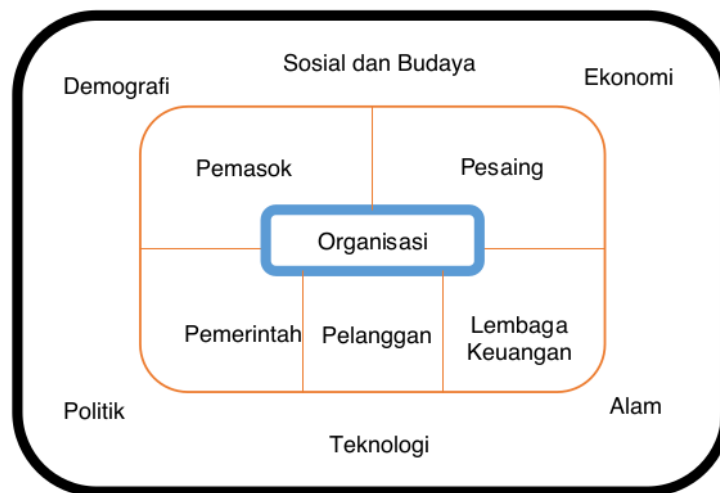 Sosial dan Budaya
Demografi
Ekonomi
Pemasok
Pesaing
Organisasi
Pemerintah
Pelanggan
Lembaga
Keuangan
Politik
Alam
Teknologi